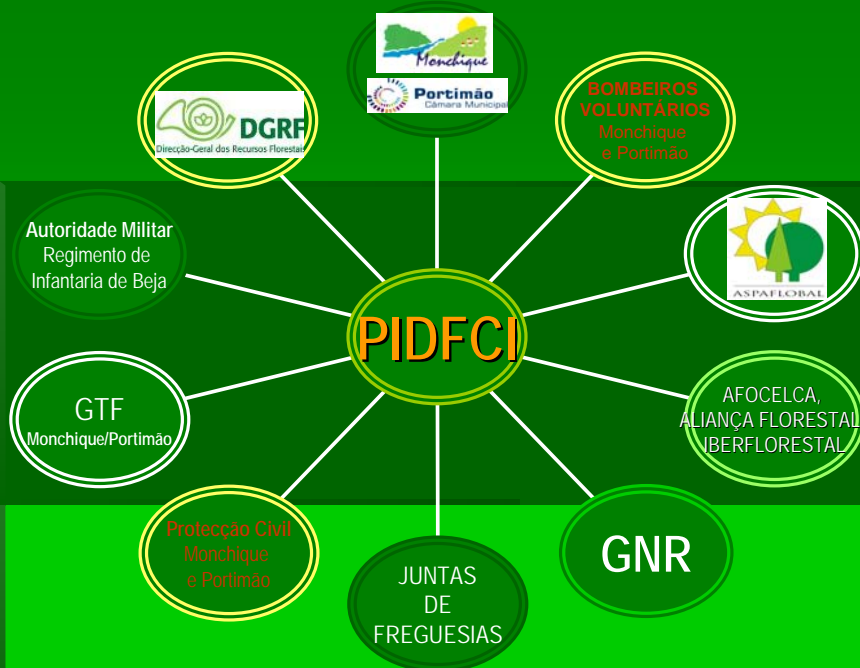 Monchique
Portimão
Câmara Municipal
DGRF
Direcção-Geral dos Recursos Florestais
BOMBEIROS
VOLUNTÁRIOS
Monchique
e Portimão
Autoridade Militar
Regimento de
Infantaria de Beja
ASPAFLOBAL
PIDFCI
GTF
Monchique/Portimão
AFOCELCA,
ALIANÇA FLORESTAL
IBERFLORESTAL
Protecção Civil
Monchique
e Portimão
GNR
JUNTAS
DE
FREGUESIAS